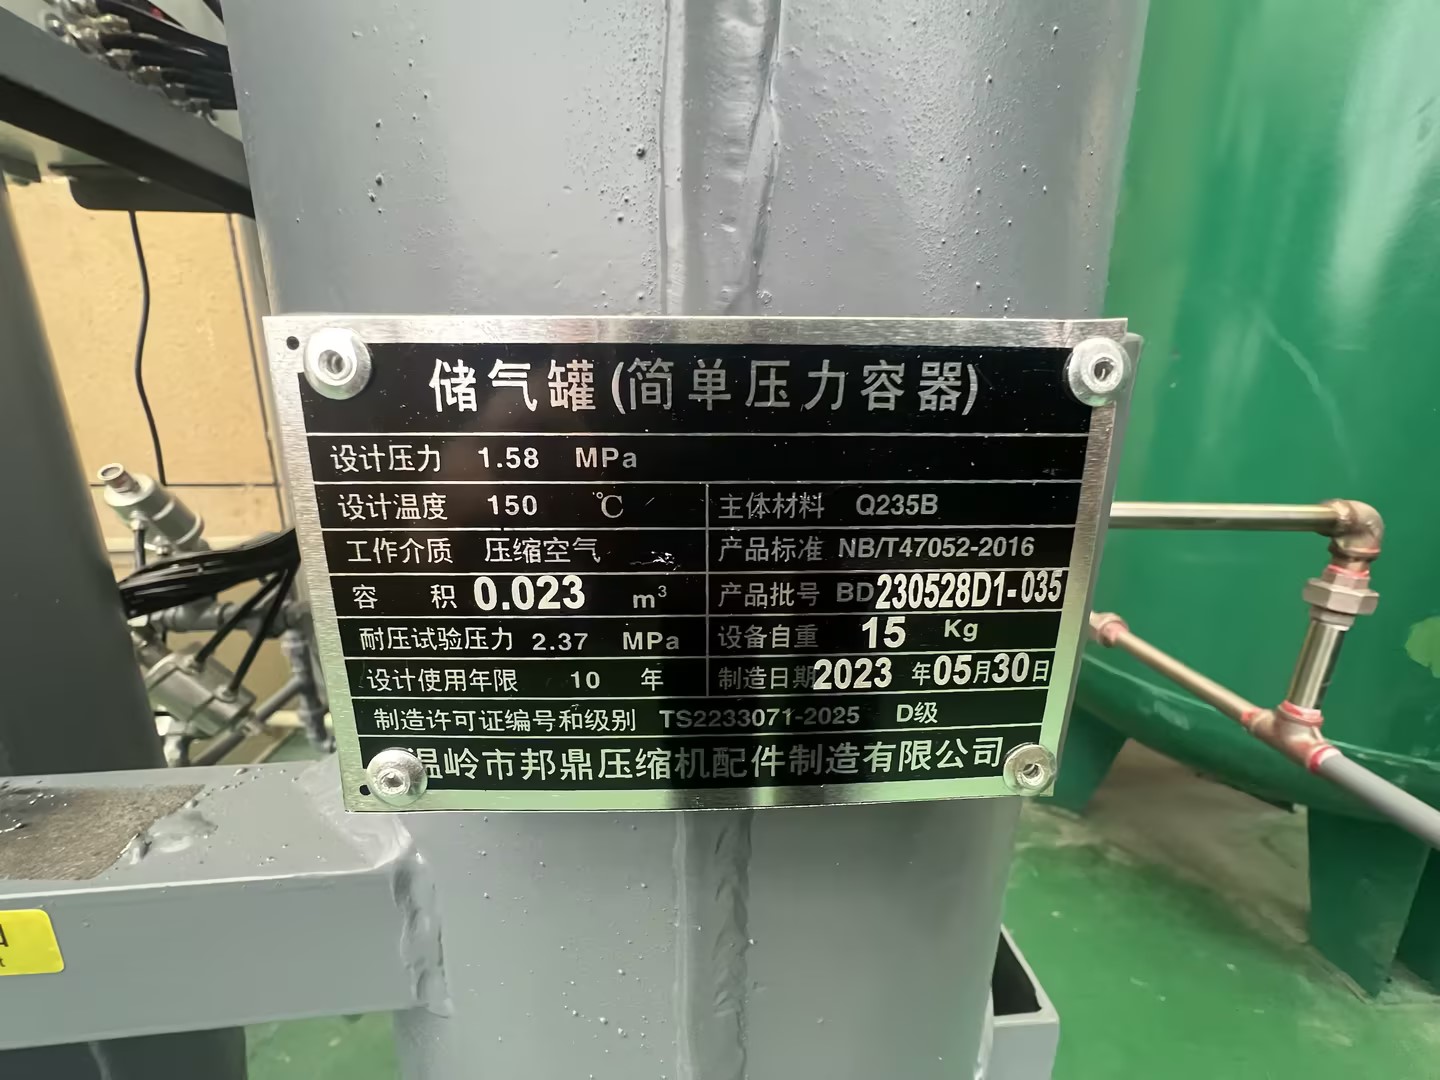 储气罐(简单压力容器)
设计压力 1.58 MPa
设计温度 150 ℃ 主体材料 Q235B
工作介质 压缩空气 产品标准 NB/T47052-2016
容 积 0.023 m³ 产品批号 BD230528D1-035
耐压试验压力 2.37 MPa 设备自重 15 Kg
设计使用年限 10 年 制造日期2023 年05月30日
制造许可证编号和级别 TS2233071-2025 D级
温岭市邦鼎压缩机配件制造有限公司